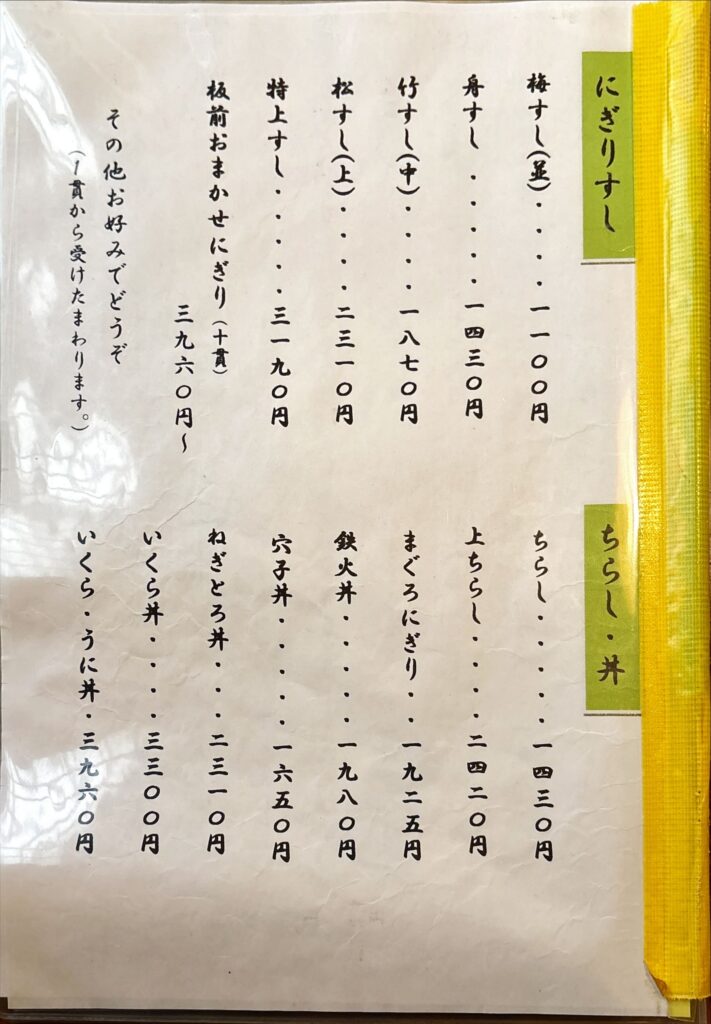 にぎりすし
梅すし(並)・・・・一一〇〇円
舟すし・・・・・一四三〇円
竹すし(中)・・・・一八七〇円
松すし(上)・・・・二三一〇円
特上すし・・・・・三一九〇円
板前おまかせにぎり(十貫)
三九六〇円~
その他お好みでどうぞ
(1貫から受けたまわります。)
ちらし・丼
ちらし・・・・・一四三〇円
上ちらし・・・・二四二〇円
まぐろにぎり・・一九二五円
鉄火丼・・・・・一九八〇円
穴子丼・・・・・一六五〇円
ねぎとろ丼・・・二三一〇円
いくら丼・・・・三三〇〇円
いくら・うに丼・三九六〇円